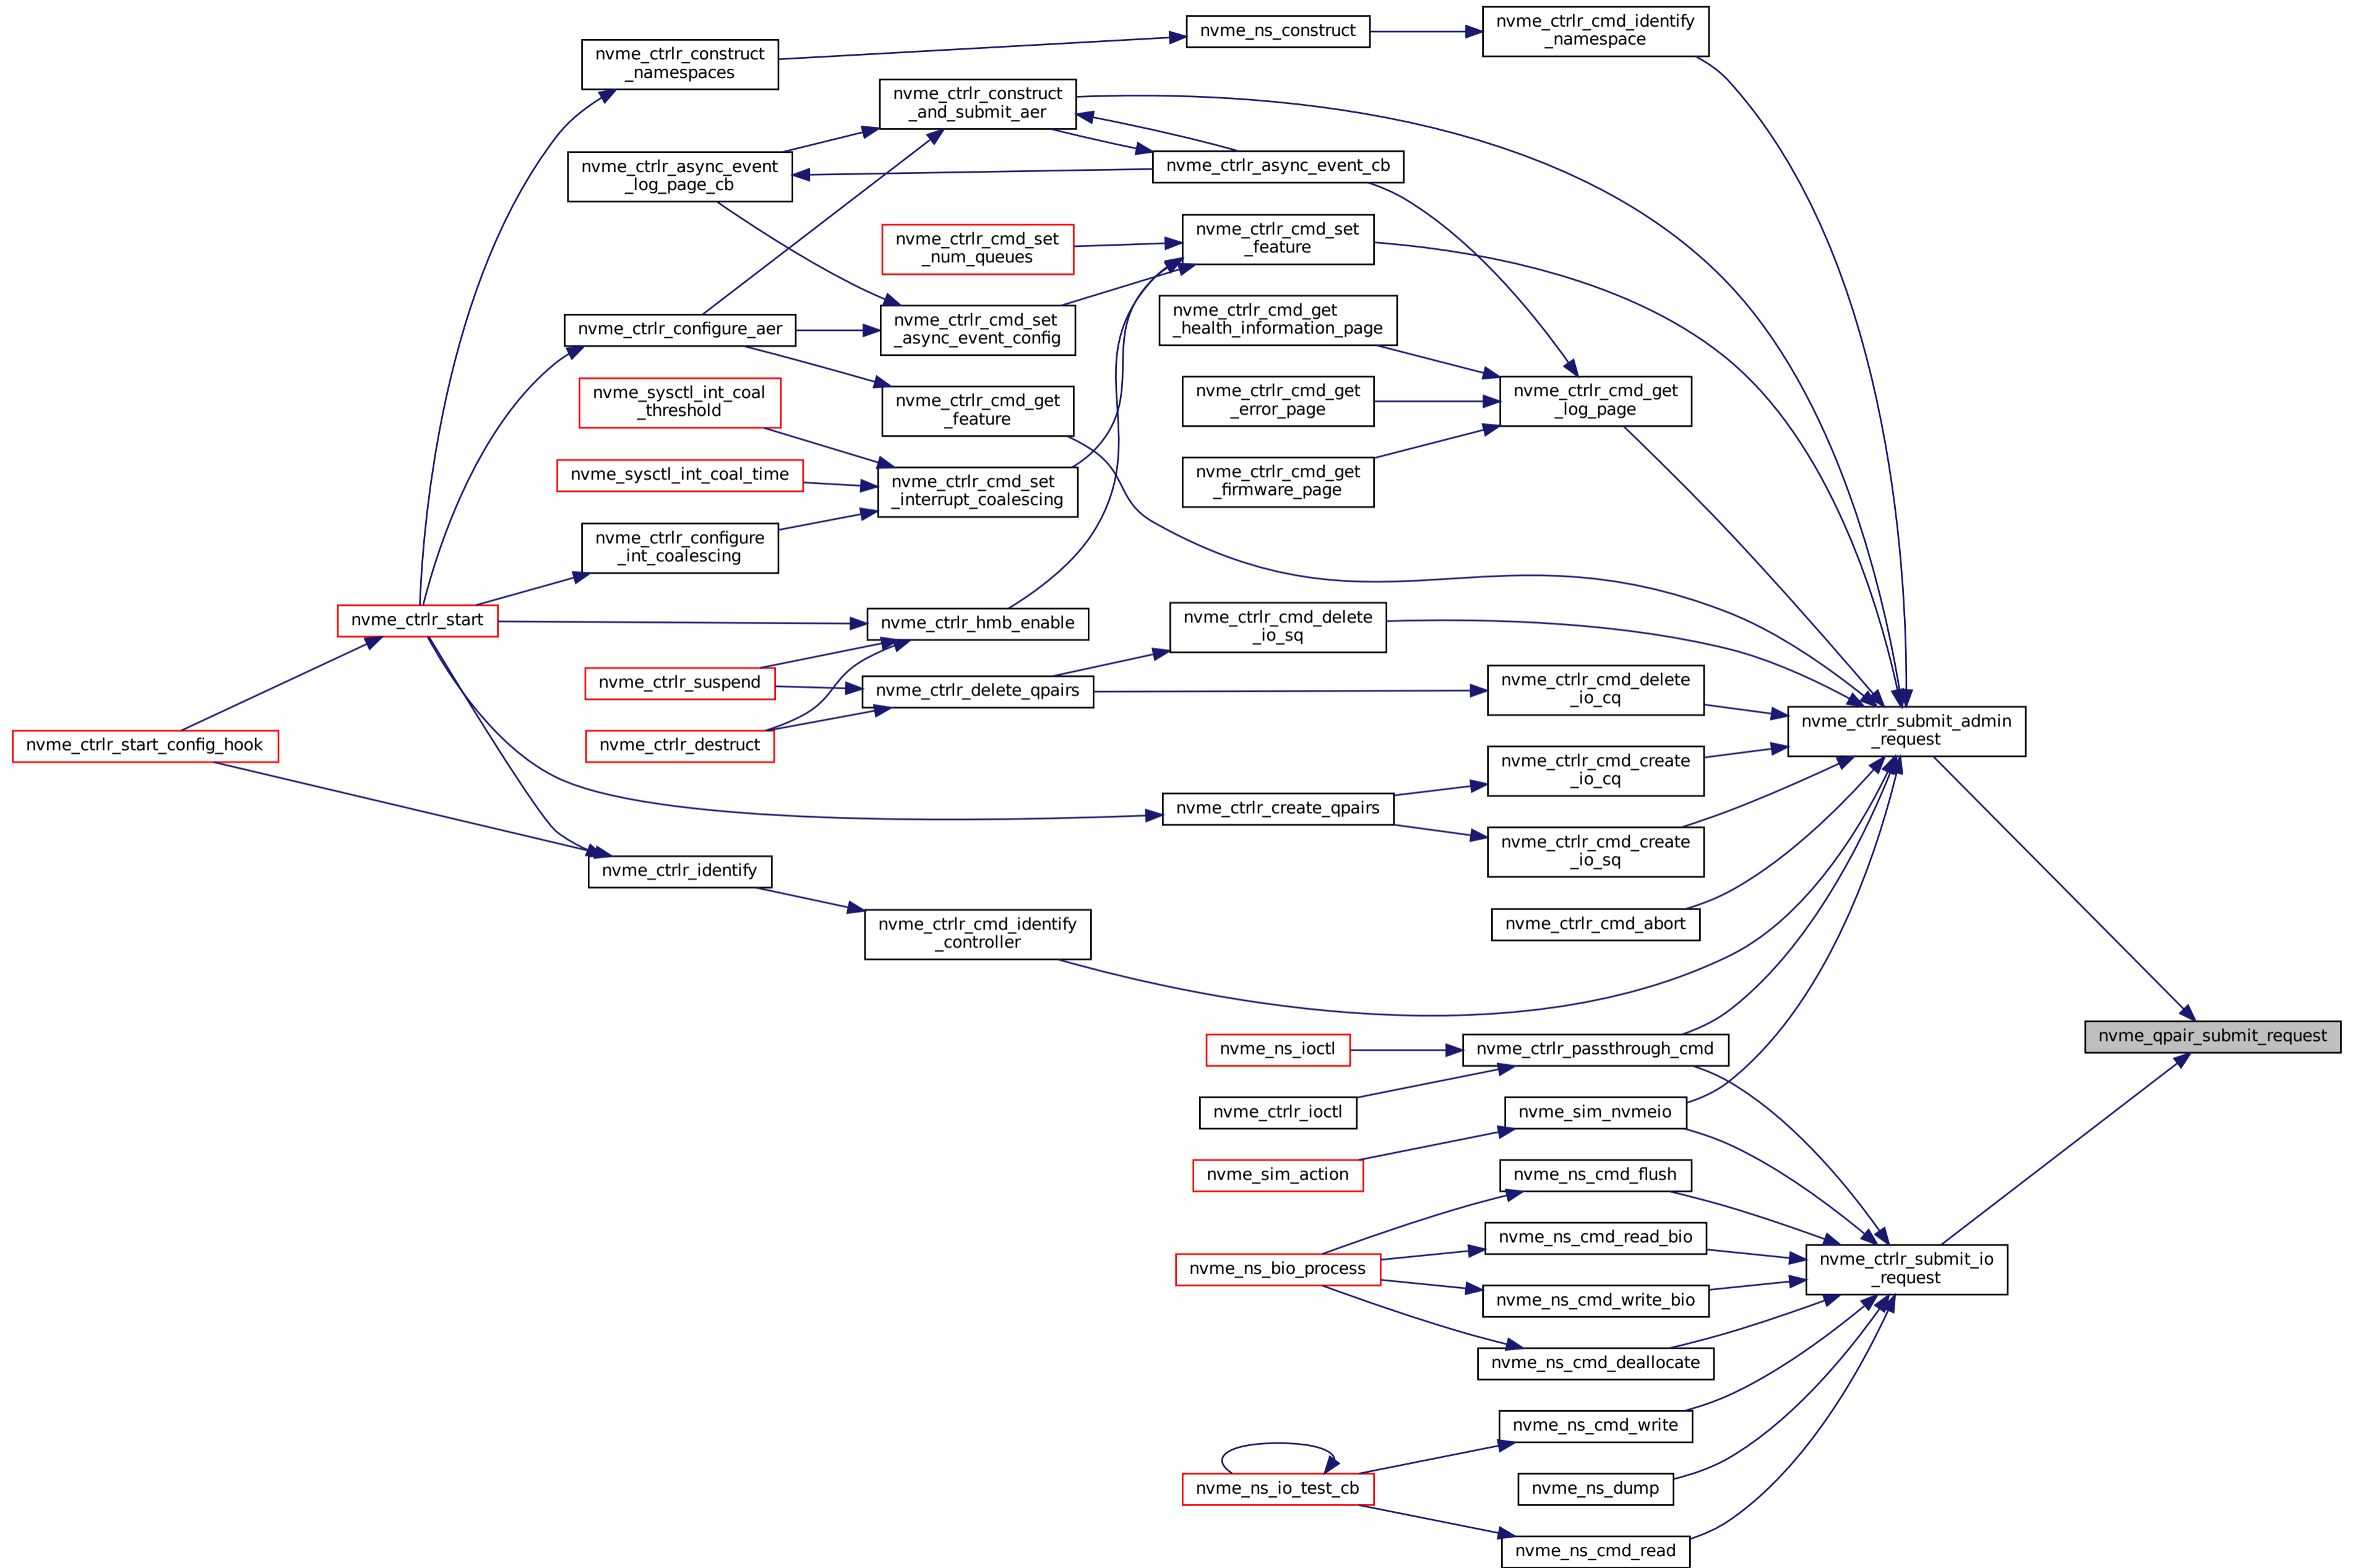 nvme_ns_construct
nvme_ctrlr_cmd_identify
_namespace
nvme_ctrlr_construct
_namespaces
nvme_ctrlr_construct
_and_submit_aer
nvme_ctrlr_async_event
_log_page_cb
nvme_ctrlr_async_event_cb
nvme_ctrlr_cmd_set
_num_queues
nvme_ctrlr_cmd_set
_feature
nvme_ctrlr_configure_aer
nvme_ctrlr_cmd_set
_async_event_config
nvme_ctrlr_cmd_get
_health_information_page
nvme_sysctl_int_coal
_threshold
nvme_ctrlr_cmd_get
_feature
nvme_ctrlr_cmd_get
_error_page
nvme_ctrlr_cmd_get
_log_page
nvme_sysctl_int_coal_time
nvme_ctrlr_cmd_set
_interrupt_coalescing
nvme_ctrlr_cmd_get
_firmware_page
nvme_ctrlr_configure
_int_coalescing
nvme_ctrlr_start
nvme_ctrlr_hmb_enable
nvme_ctrlr_cmd_delete
_io_sq
nvme_ctrlr_suspend
nvme_ctrlr_delete_qpairs
nvme_ctrlr_cmd_delete
_io_cq
nvme_ctrlr_submit_admin
_request
nvme_ctrlr_start_config_hook
nvme_ctrlr_destruct
nvme_ctrlr_cmd_create
_io_cq
nvme_ctrlr_create_qpairs
nvme_ctrlr_cmd_create
_io_sq
nvme_ctrlr_identify
nvme_ctrlr_cmd_identify
_controller
nvme_ctrlr_cmd_abort
nvme_qpair_submit_request
nvme_ns_ioctl
nvme_ctrlr_passthrough_cmd
nvme_ctrlr_ioctl
nvme_sim_nvmeio
nvme_sim_action
nvme_ns_cmd_flush
nvme_ns_cmd_read_bio
nvme_ns_bio_process
nvme_ctrlr_submit_io
_request
nvme_ns_cmd_write_bio
nvme_ns_cmd_deallocate
nvme_ns_cmd_write
nvme_ns_io_test_cb
nvme_ns_dump
nvme_ns_cmd_read